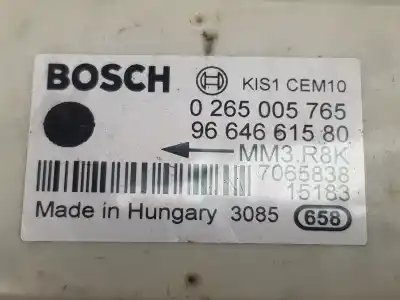 BOSCH KIS1 CEM10
0 265 005 765
96 646 615 80
MM3.R8K
7065838
15183
Made in Hungary 3085 658